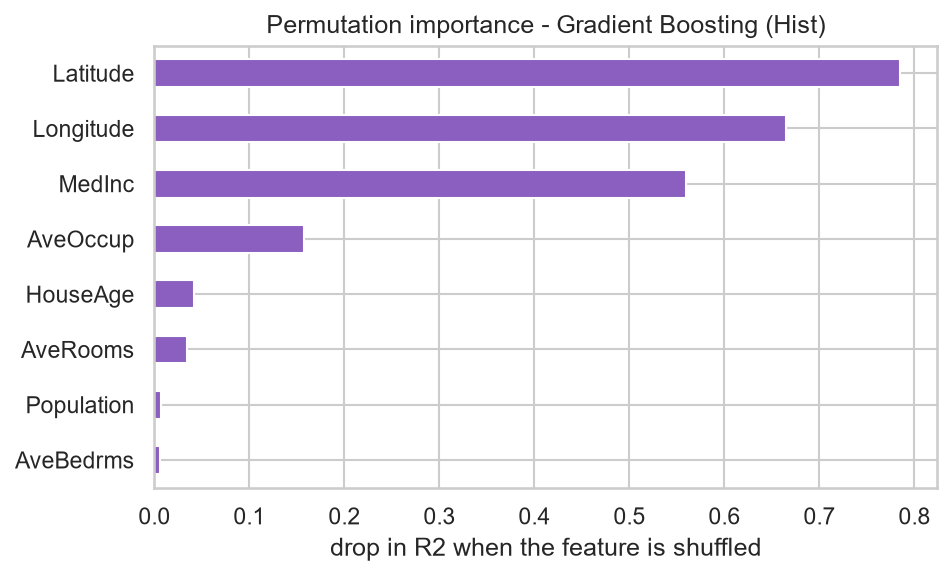 Permutation importance - Gradient Boosting (Hist)
Latitude
Longitude
MedInc
AveOccup
HouseAge
AveRooms
Population
AveBedrms
0.0 0.1 0.2 0.3 0.4 0.5 0.6 0.7 0.8
drop in R2 when the feature is shuffled